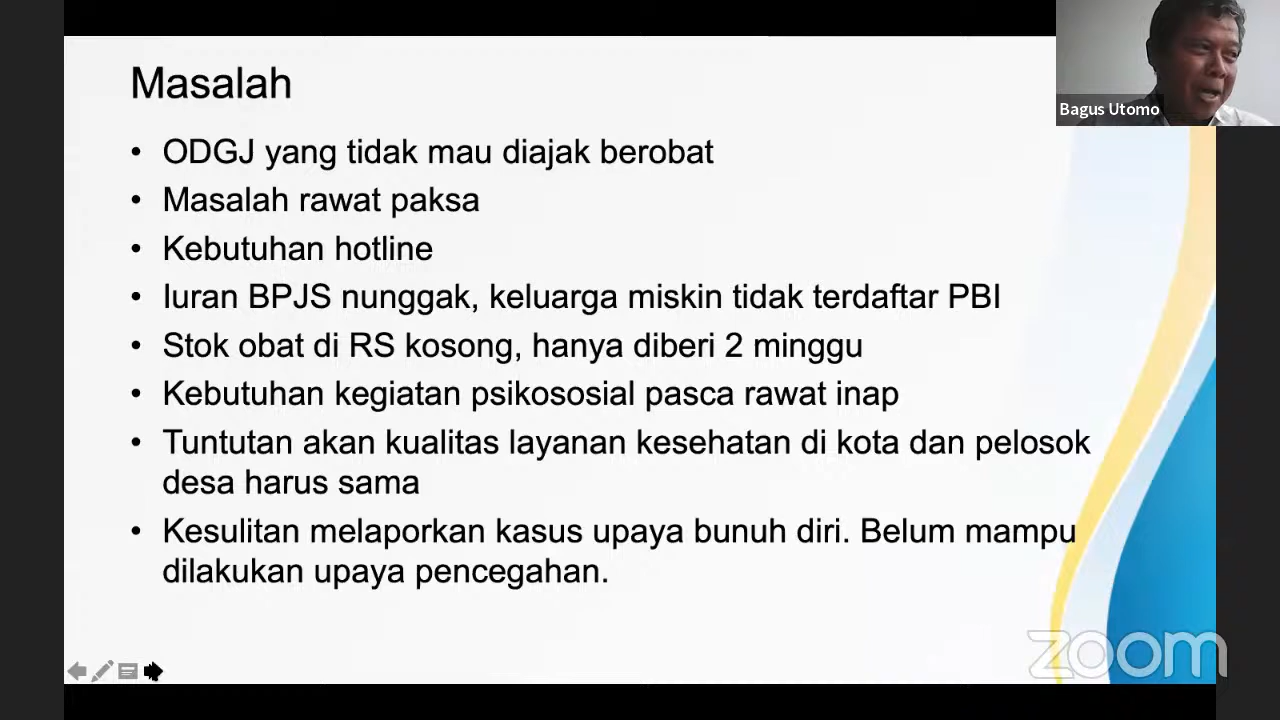 Masalah
Bagus Utomo
• ODGJ yang tidak mau diajak berobat
• Masalah rawat paksa
• Kebutuhan hotline
• Iuran BPJS nunggak, keluarga miskin tidak terdaftar PBI
• Stok obat di RS kosong, hanya diberi 2 minggu
• Kebutuhan kegiatan psikososial pasca rawat inap
• Tuntutan akan kualitas layanan kesehatan di kota dan pelosok
desa harus sama
• Kesulitan melaporkan kasus upaya bunuh diri. Belum mampu
dilakukan upaya pencegahan.
zoom